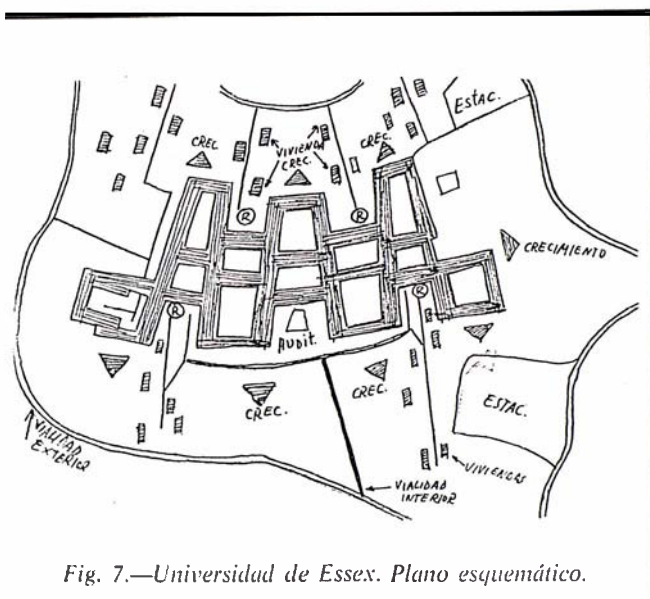 ESTAC.
CREC
VIVIEND
CREC.
CREC.
R
R
CRECIMIENTO
R
R
AUDIT.
CREC.
CREC.
ESTAC.
VIALIDAD
EXTERIOR
VIVIENDAS
VIALIDAD
INTERIOR
Fig. 7.—Universidad de Essex. Plano esquemático.